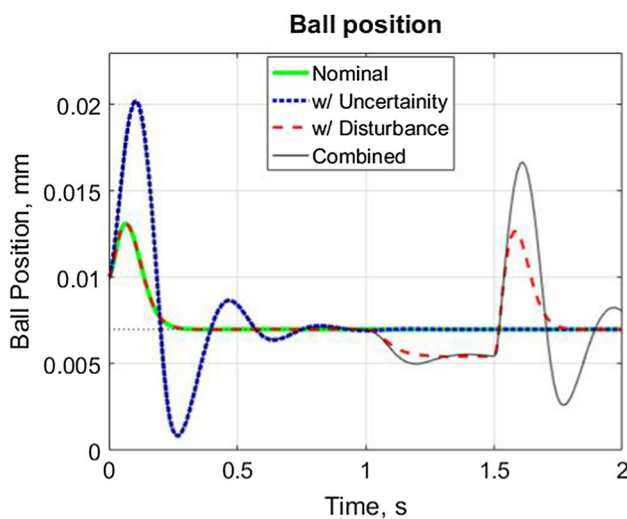 Ball position
Nominal
w/ Uncertainity
w/ Disturbance
Combined
0.02
0.015
0.01
0.005
0
Ball Position, mm
0
0.5
1
1.5
2
Time, s